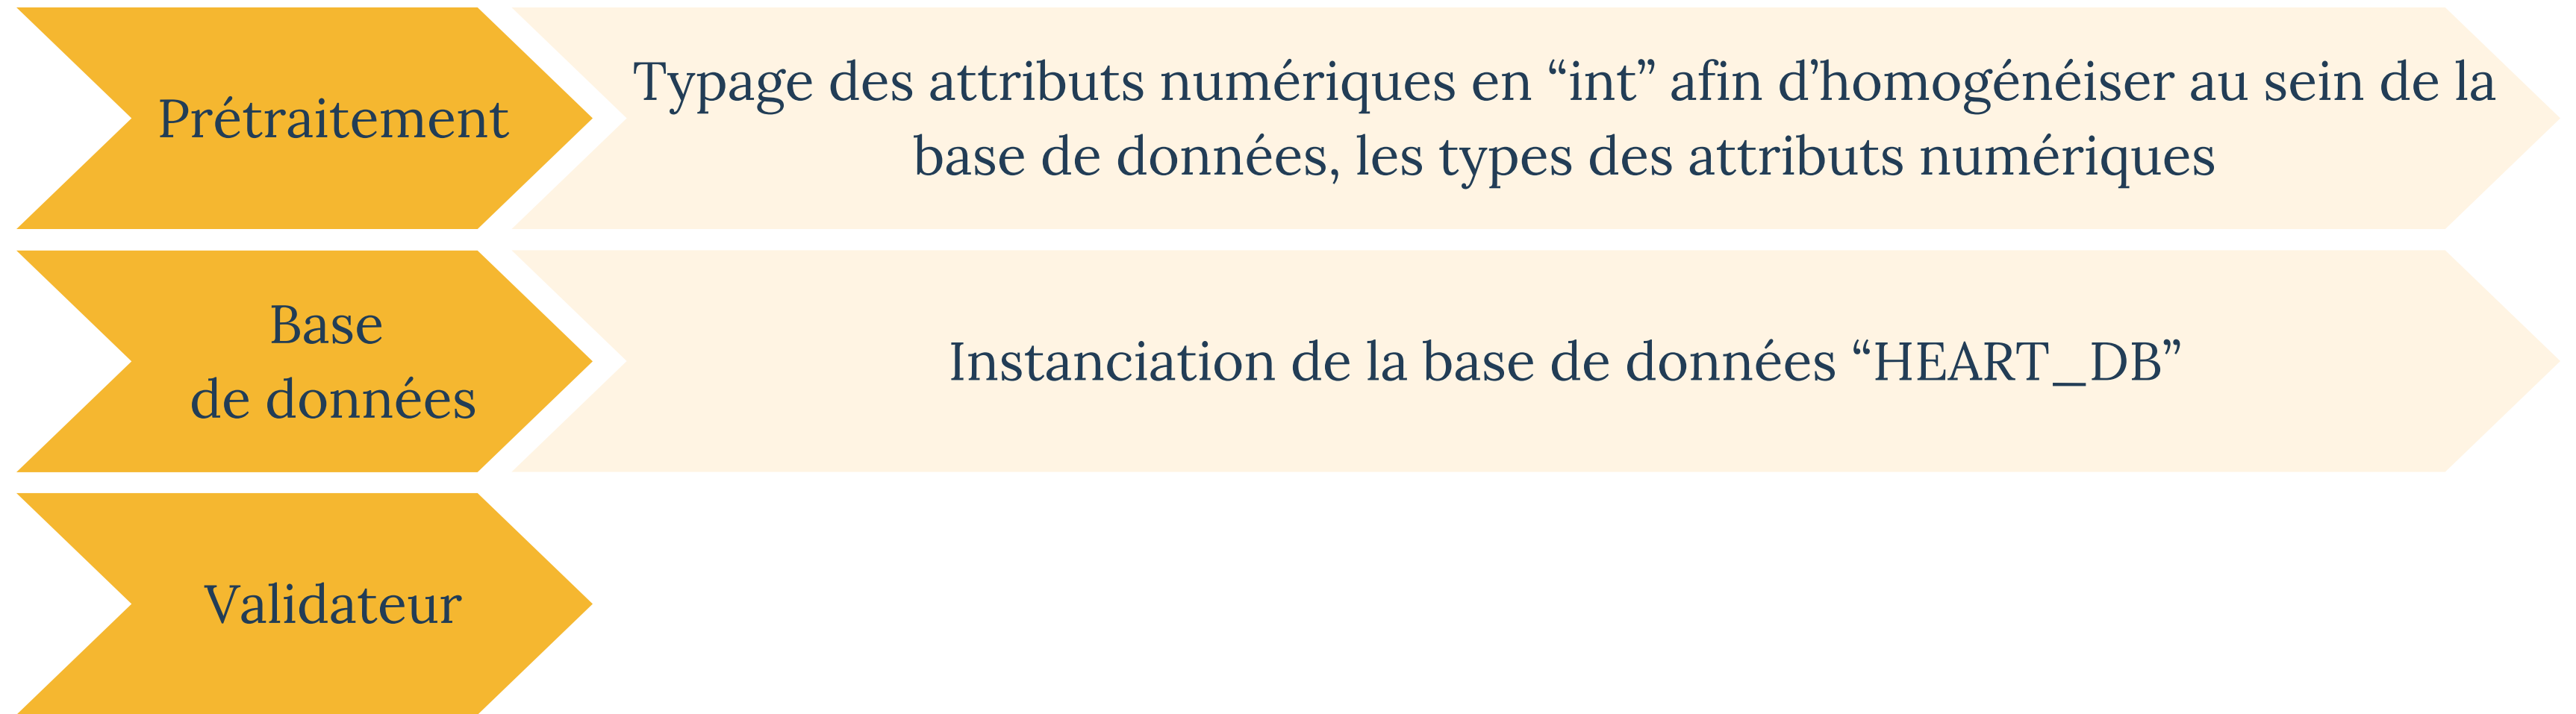 Prétraitement
Typage des attributs numériques en “int” afin d’homogénéiser au sein de la
base de données, les types des attributs numériques
Base
de données
Instanciation de la base de données “HEART_DB”
Validateur